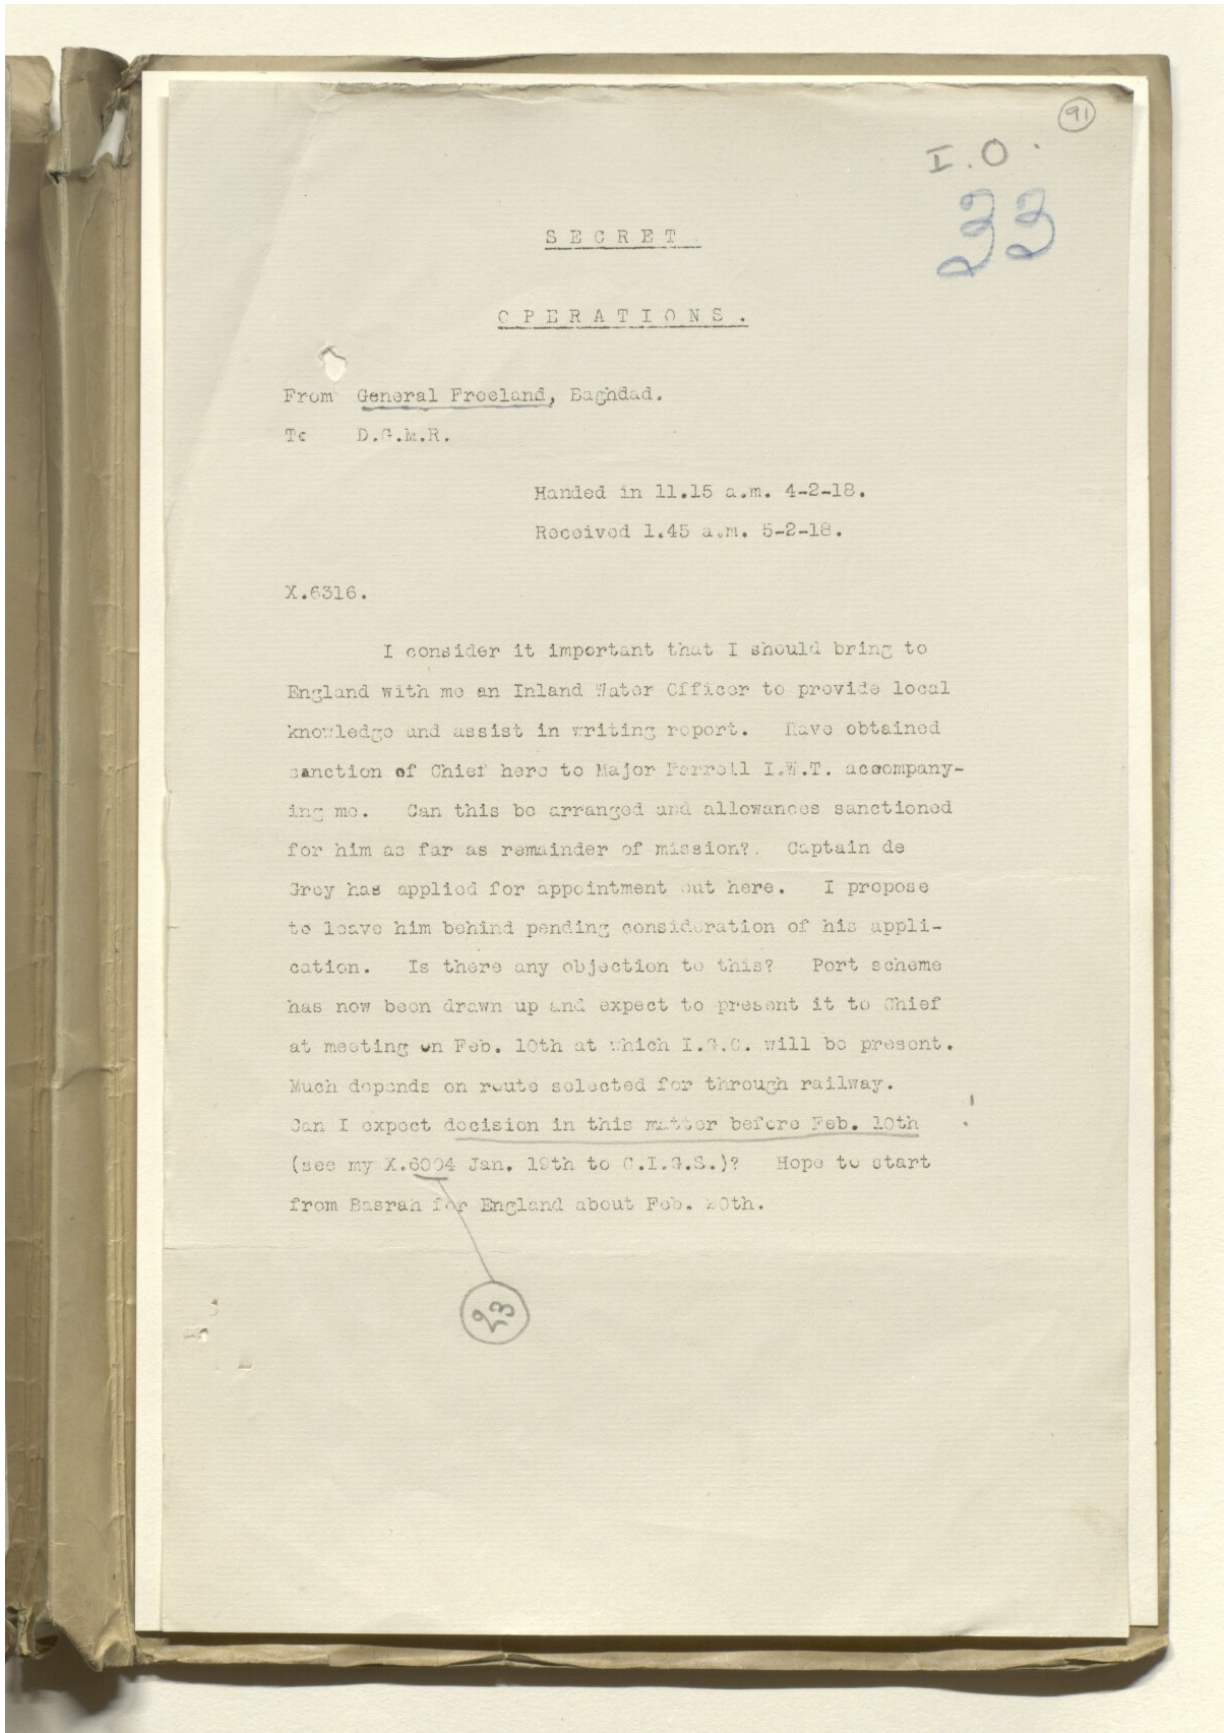 91
I.O.
33
SECRET.
OPERATIONS.
From General Freeland, Baghdad.
To D.G.M.R.
Handed in 11.15 a.m. 4-2-18.
Received 1.45 a.m. 5-2-18.
X.6316.
I consider it important that I should bring to
England with me an Inland Water Officer to provide local
knowledge and assist in writing report. Have obtained
sanction of Chief here to Major Ferrell I.W.T. accompany-
ing me. Can this be arranged and allowances sanctioned
for him as far as remainder of mission?. Captain de
Grey has applied for appointment out here. I propose
to leave him behind pending consideration of his appli-
cation. Is there any objection to this? Port scheme
has now been drawn up and expect to present it to Chief
at meeting on Feb. 10th at which I.G.C. will be present.
Much depends on route selected for through railway.
Can I expect decision in this matter before Feb. 10th
(see my X.6004 Jan. 19th to C.I.G.S.)? Hope to start
from Basrah for England about Feb. 20th.
23